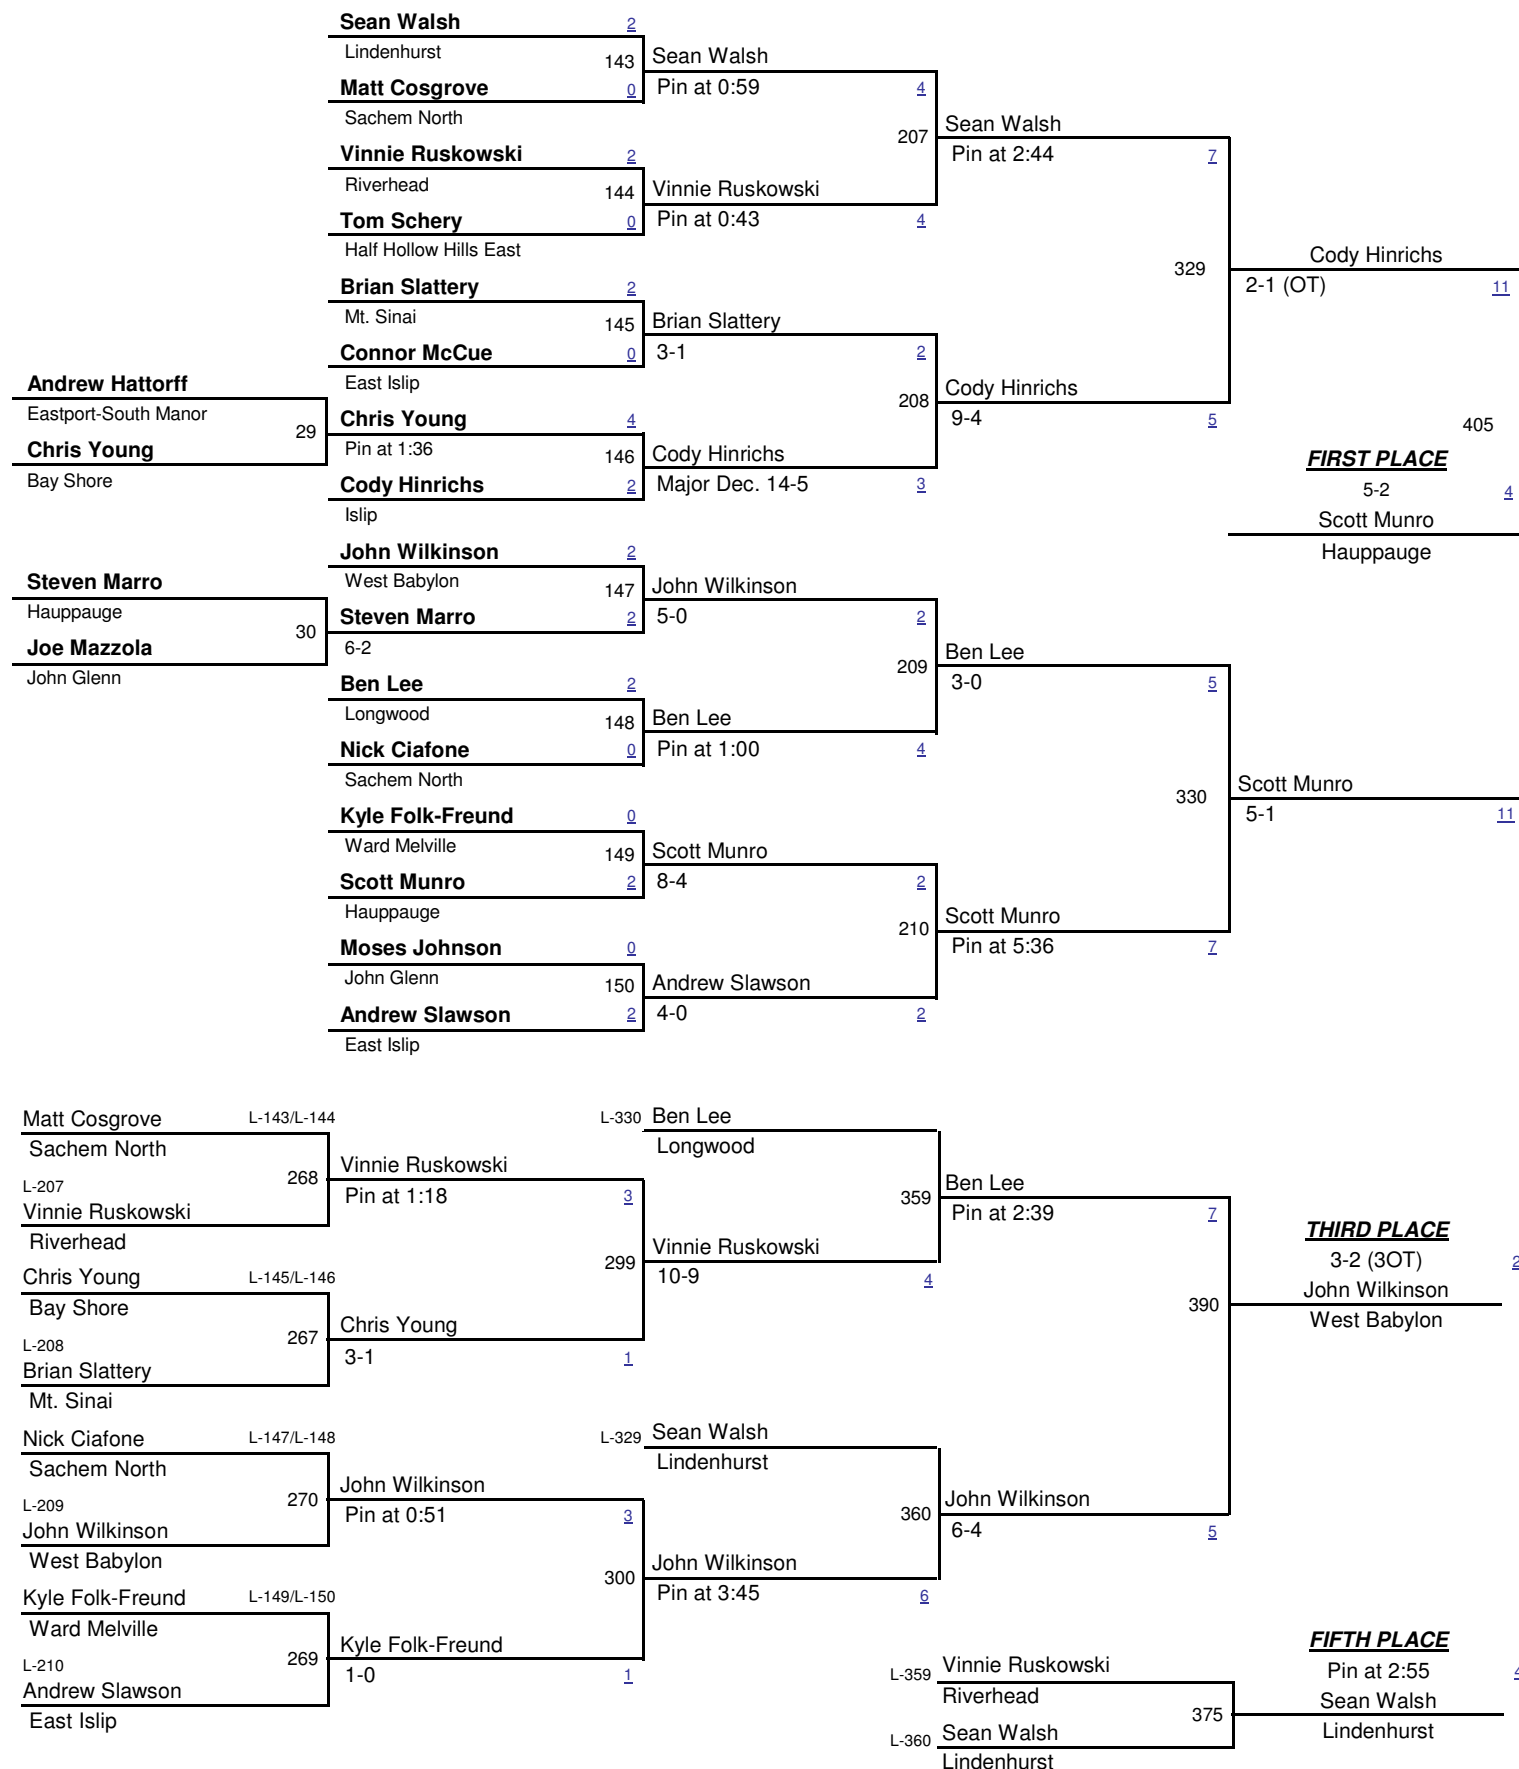 Sean Walsh 2
Lindenhurst
143
Sean Walsh
Matt Cosgrove 0
Pin at 0:59 4
Sachem North
Sean Walsh
207
Vinnie Ruskowski 2
Pin at 2:44 7
Riverhead
144
Vinnie Ruskowski
Tom Schery 0
Pin at 0:43 4
Half Hollow Hills East
Cody Hinrichs
329
Brian Slattery 2
2-1 (OT) 11
Mt. Sinai
145
Brian Slattery
Connor McCue 0
3-1 2
Andrew Hattorff
East Islip
Cody Hinrichs
208
Eastport-South Manor
Chris Young 4
9-4 5
29
405
Chris Young
Pin at 1:36
146
Cody Hinrichs
FIRST PLACE
Bay Shore
Cody Hinrichs 2
Major Dec. 14-5 3
5-2 4
Islip
Scott Munro
John Wilkinson 2
Hauppauge
Steven Marro
West Babylon
147
John Wilkinson
Hauppauge
Steven Marro 2
5-0 2
30
Joe Mazzola
6-2
Ben Lee
209
John Glenn
Ben Lee 2
3-0 5
Longwood
148
Ben Lee
Nick Ciafone 0
Pin at 1:00 4
Sachem North
Scott Munro
330
Kyle Folk-Freund 0
5-1 11
Ward Melville
149
Scott Munro
Scott Munro 2
8-4 2
Hauppauge
Scott Munro
210
Moses Johnson 0
Pin at 5:36 7
John Glenn
150
Andrew Slawson
Andrew Slawson 2
4-0 2
East Islip
Matt Cosgrove L-143/L-144
L-330 Ben Lee
Sachem North
Longwood
268
Vinnie Ruskowski
L-207
Pin at 1:18 3
Ben Lee
359
Vinnie Ruskowski
Pin at 2:39 7
Riverhead
THIRD PLACE
Vinnie Ruskowski
299
3-2 (3OT) 2
Chris Young L-145/L-146
10-9 4
John Wilkinson
390
Bay Shore
West Babylon
267
Chris Young
L-208
3-1 1
Brian Slattery
Mt. Sinai
Nick Ciafone L-147/L-148
L-329 Sean Walsh
Sachem North
Lindenhurst
270
John Wilkinson
L-209
Pin at 0:51 3
John Wilkinson
360
John Wilkinson
6-4 5
West Babylon
John Wilkinson
300
Kyle Folk-Freund L-149/L-150
Pin at 3:45 6
Ward Melville
269
Kyle Folk-Freund
FIFTH PLACE
L-210
1-0 1
L-359 Vinnie Ruskowski
Pin at 2:55 4
Andrew Slawson
Riverhead
Sean Walsh
375
East Islip
L-360 Sean Walsh
Lindenhurst
Lindenhurst